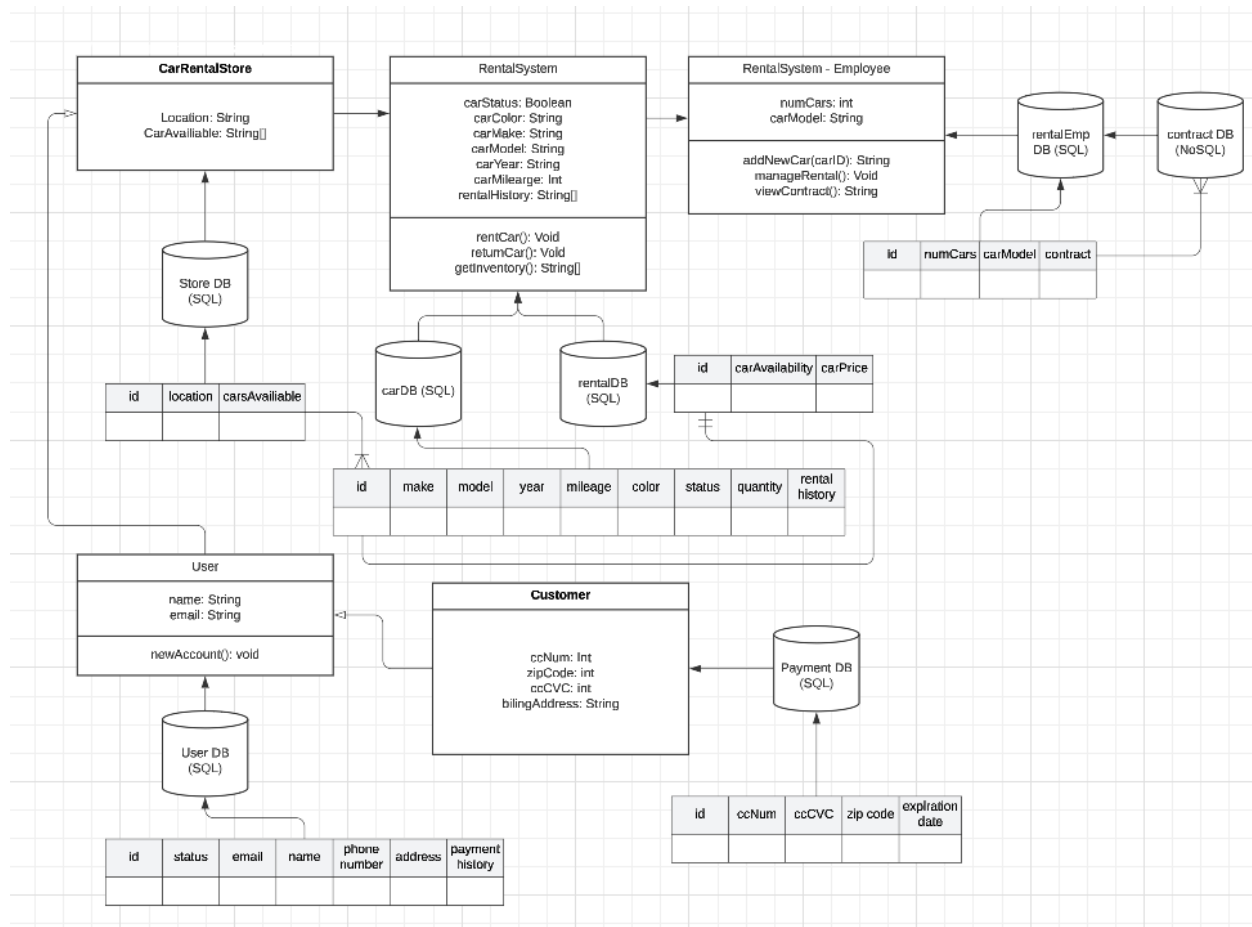 CarRentalStore
Location: String
CarAvailiable: String[]
RentalSystem
carStatus: Boolean
carColor: String
carMake: String
carModel: String
carYear: String
carMilearge: Int
rentalHistory: String[]
rentCar(): Void
returnCar(): Void
getInventory(): String[]
RentalSystem - Employee
numCars: int
carModel: String
addNewCar(carID): String
manageRental(): Void
viewContract(): String
rentalEmp
DB (SQL)
contract DB
(NoSQL)
id numCars carModel contract
Store DB
(SQL)
id location carsAvailiable
carDB (SQL)
rentalDB
(SQL)
id carAvailability carPrice
id make model year mileage color status quantity rental
history
User
name: String
email: String
newAccount(): void
Customer
ccNum: Int
zipCode: int
ccCVC: int
bilingAddress: String
Payment DB
(SQL)
User DB
(SQL)
id ccNum ccCVC zip code expiration
date
id status email name phone
number address payment
history